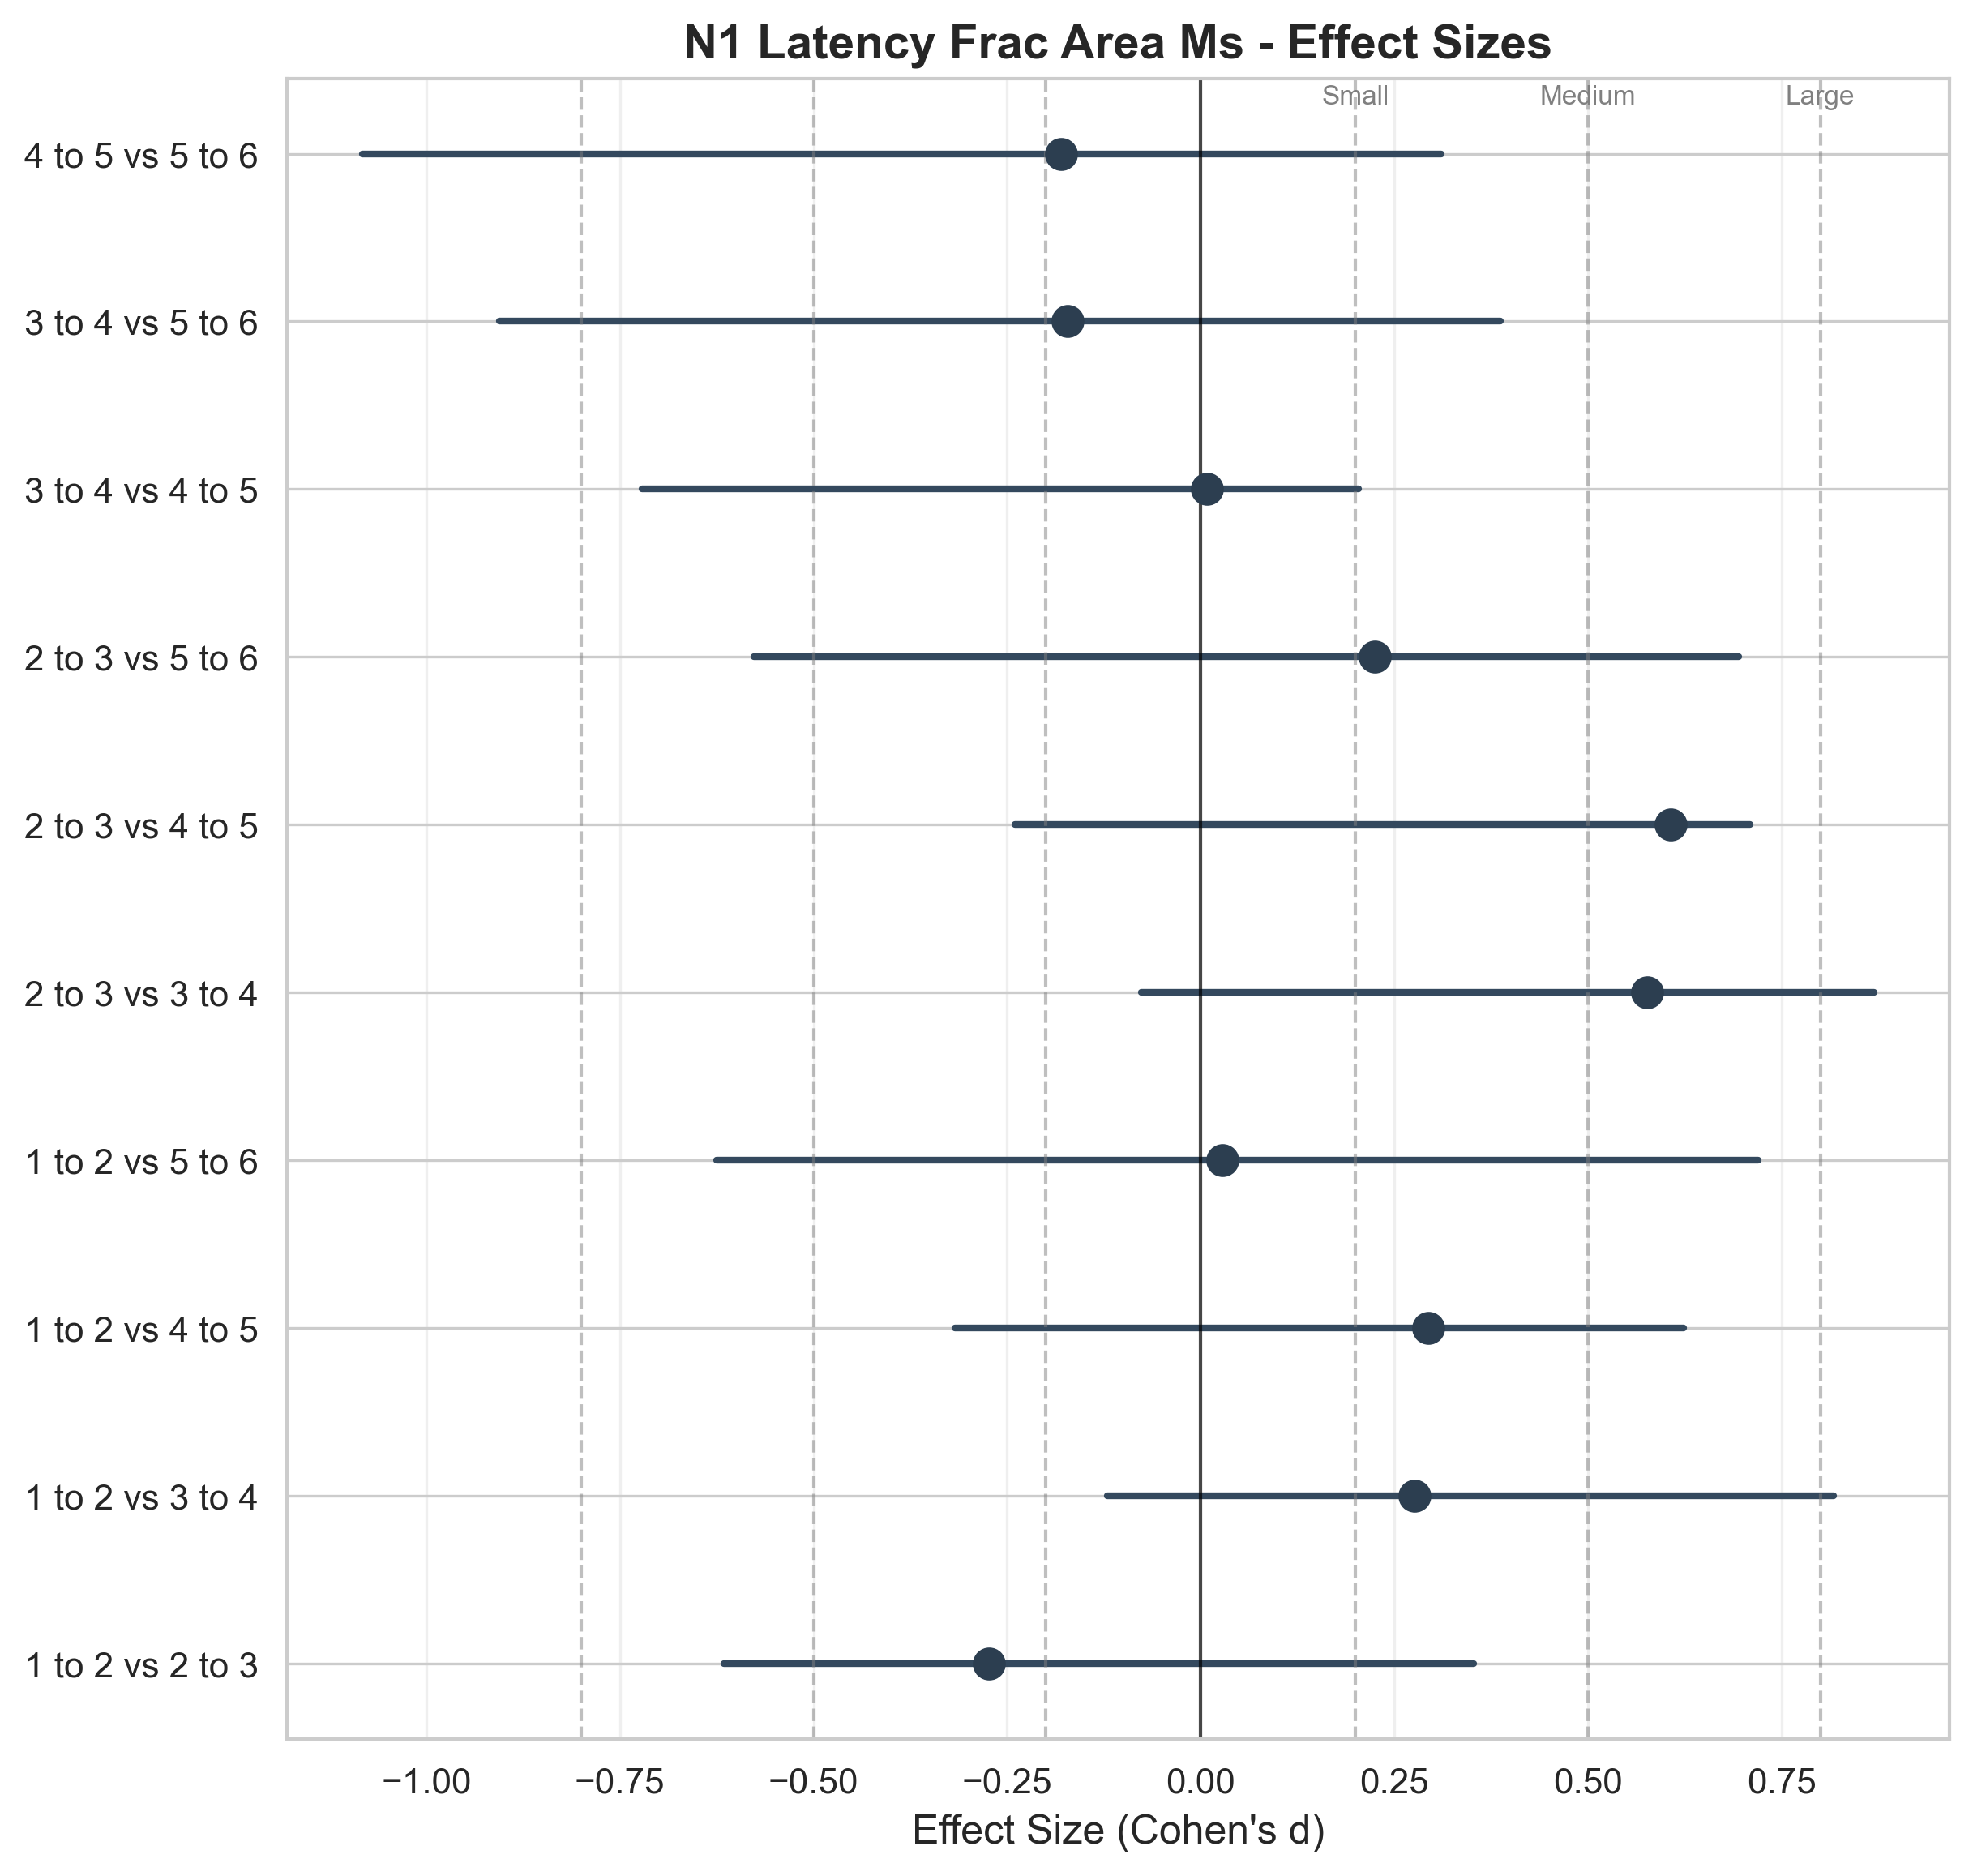 N1 Latency Frac Area Ms - Effect Sizes
Small Medium Large
4 to 5 vs 5 to 6
3 to 4 vs 5 to 6
3 to 4 vs 4 to 5
2 to 3 vs 5 to 6
2 to 3 vs 4 to 5
2 to 3 vs 3 to 4
1 to 2 vs 5 to 6
1 to 2 vs 4 to 5
1 to 2 vs 3 to 4
1 to 2 vs 2 to 3
−1.00 −0.75 −0.50 −0.25 0.00 0.25 0.50 0.75
Effect Size (Cohen's d)